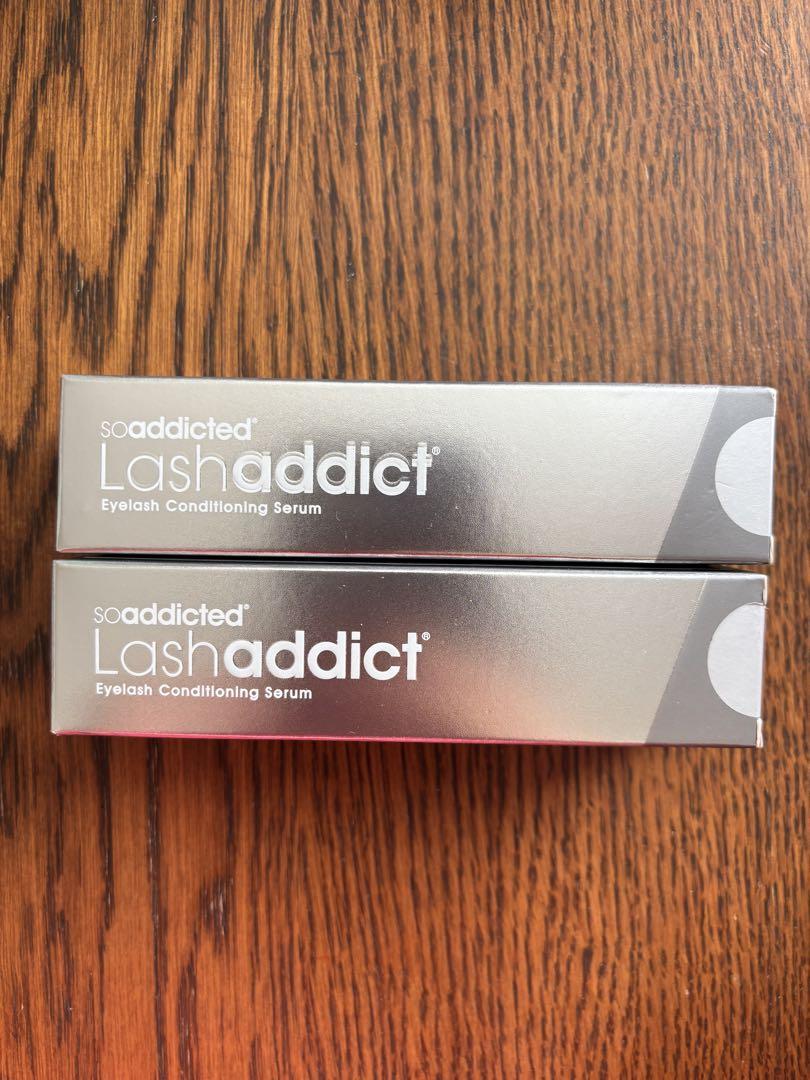 soaddicted®
Lashaddict®
Eyelash Conditioning Serum
soaddicted®
Lashaddict®
Eyelash Conditioning Serum